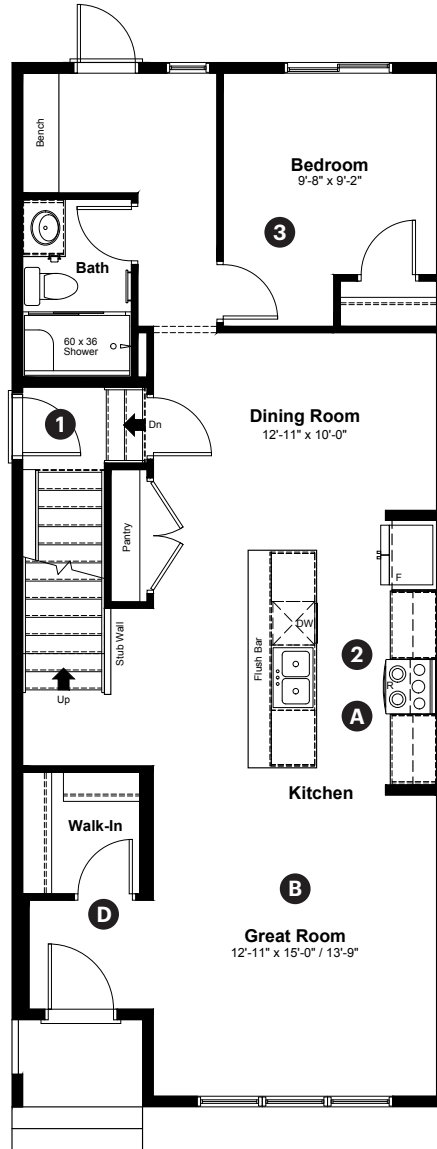 Bench
Bedroom
9'-8" x 9'-2"
3
Bath
60 x 36
Shower
1
Dn
Dining Room
12'-11" x 10'-0"
Pantry
F
Flush Bar
DW
2
R
A
Stub Wall
Up
Kitchen
Walk-In
B
D
Great Room
12'-11" x 15'-0" / 13'-9"